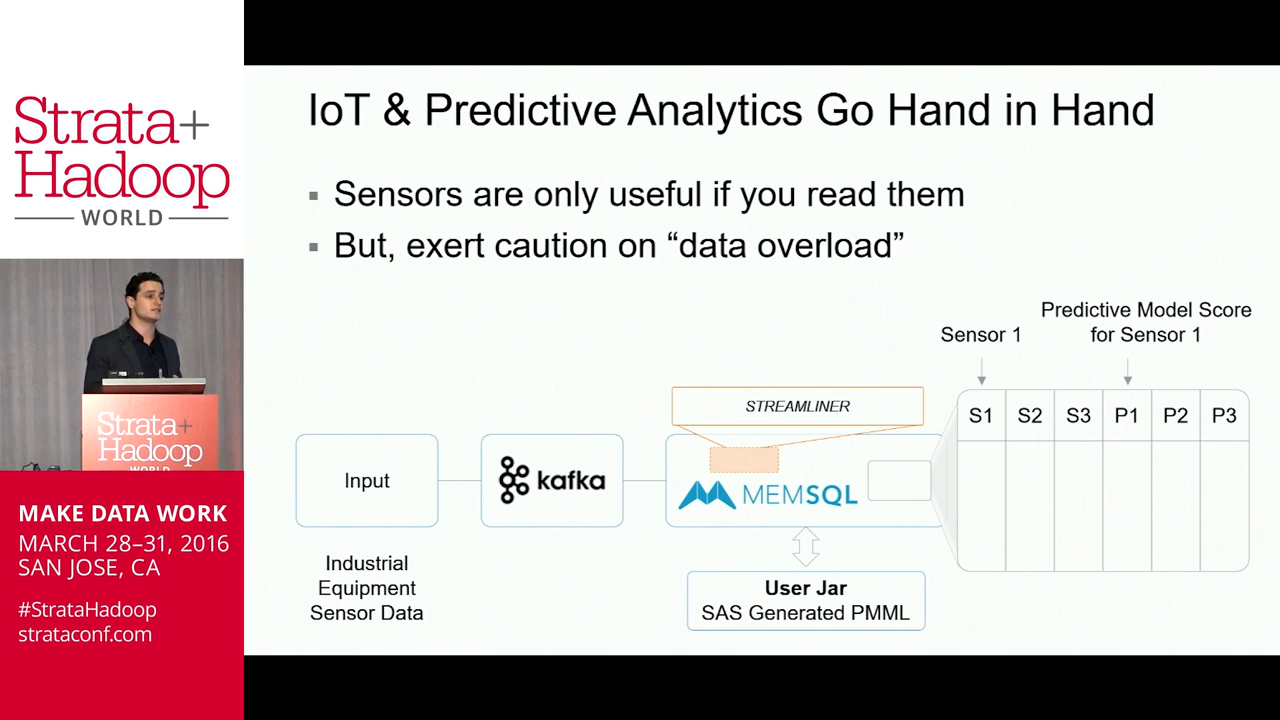 Strata+
Hadoop
WORLD
Strata+
Hadoop
WORLD
MAKE DATA WORK
MARCH 28–31, 2016
SAN JOSE, CA
#StrataHadoop
strataconf.com
IoT & Predictive Analytics Go Hand in Hand
▪ Sensors are only useful if you read them
▪ But, exert caution on “data overload”
Predictive Model Score
for Sensor 1
Sensor 1
STREAMLINER
S1 S2 S3 P1 P2 P3
Input
kafka
MEMSQL
Industrial
Equipment
Sensor Data
User Jar
SAS Generated PMML